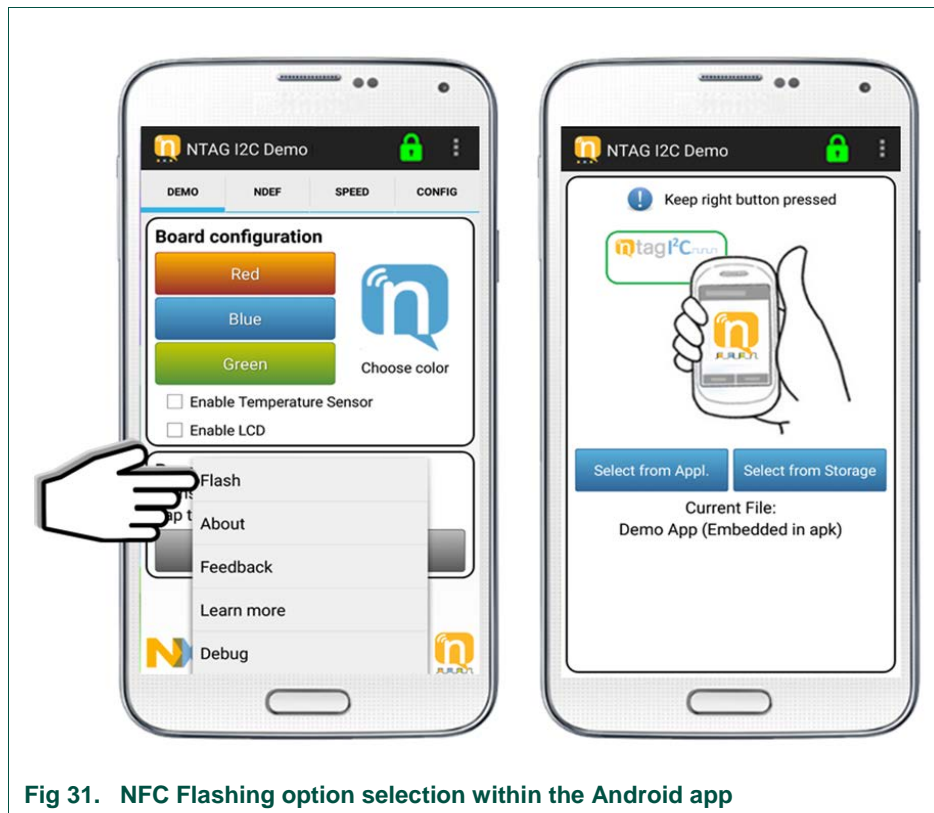 NTAG I2C Demo
DEMO NDEF SPEED CONFIG
Board configuration
Red
Blue
Green
Choose color
Enable Temperature Sensor
Enable LCD
Flash
About
Feedback
Learn more
Debug
NTAG I2C Demo
Keep right button pressed
ntag I²C
Select from Appl. Select from Storage
Current File:
Demo App (Embedded in apk)
Fig 31. NFC Flashing option selection within the Android app